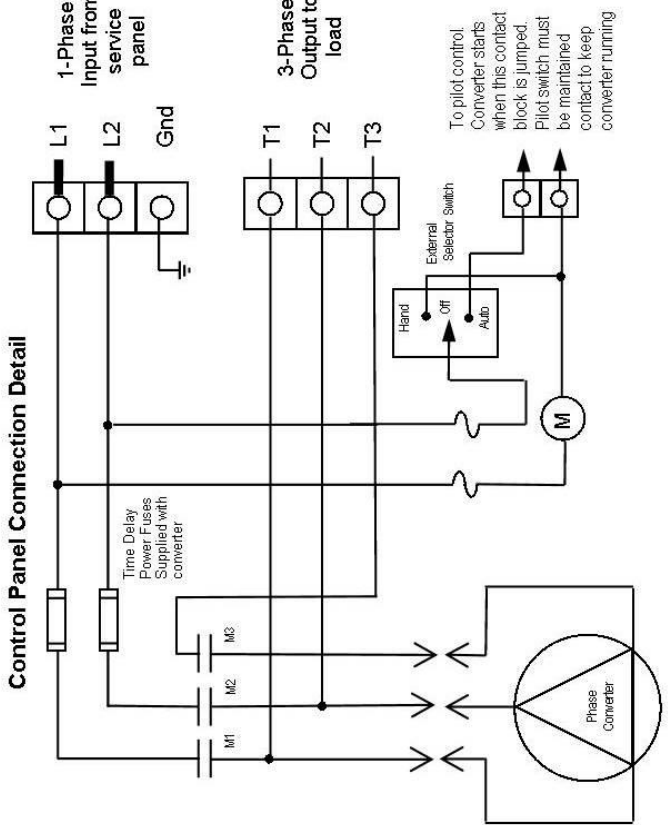 Control Panel Connection Detail
1-Phase
Input from
service
panel
L1
L2
Gnd
3-Phase
Output to
load
T1
T2
T3
To pilot control.
Converter starts
when this contact
block is jumped.
Pilot switch must
be maintained
contact to keep
converter running
External
Selector Switch
Hand
Off
Auto
M
Time Delay
Power Fuses
Supplied with
converter
M3
M2
M1
Phase
Converter